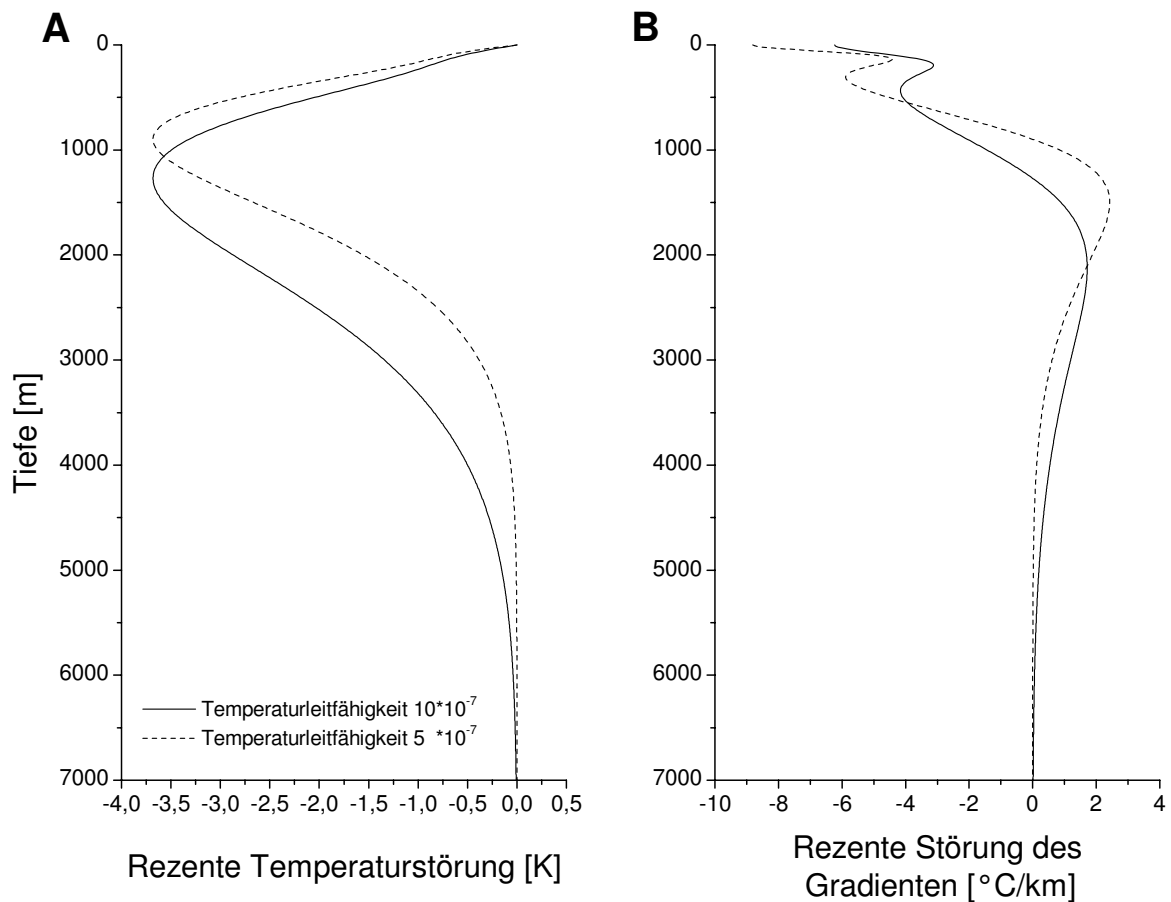 A
B
0
1000
2000
3000
4000
5000
6000
7000
Tiefe [m]
Temperaturleitfähigkeit 10*10-7
Temperaturleitfähigkeit 5 *10-7
-4,0 -3,5 -3,0 -2,5 -2,0 -1,5 -1,0 -0,5 0,0 0,5
Rezente Temperaturstörung [K]
0
1000
2000
3000
4000
5000
6000
7000
-10 -8 -6 -4 -2 0 2 4
Rezente Störung des
Gradienten [°C/km]